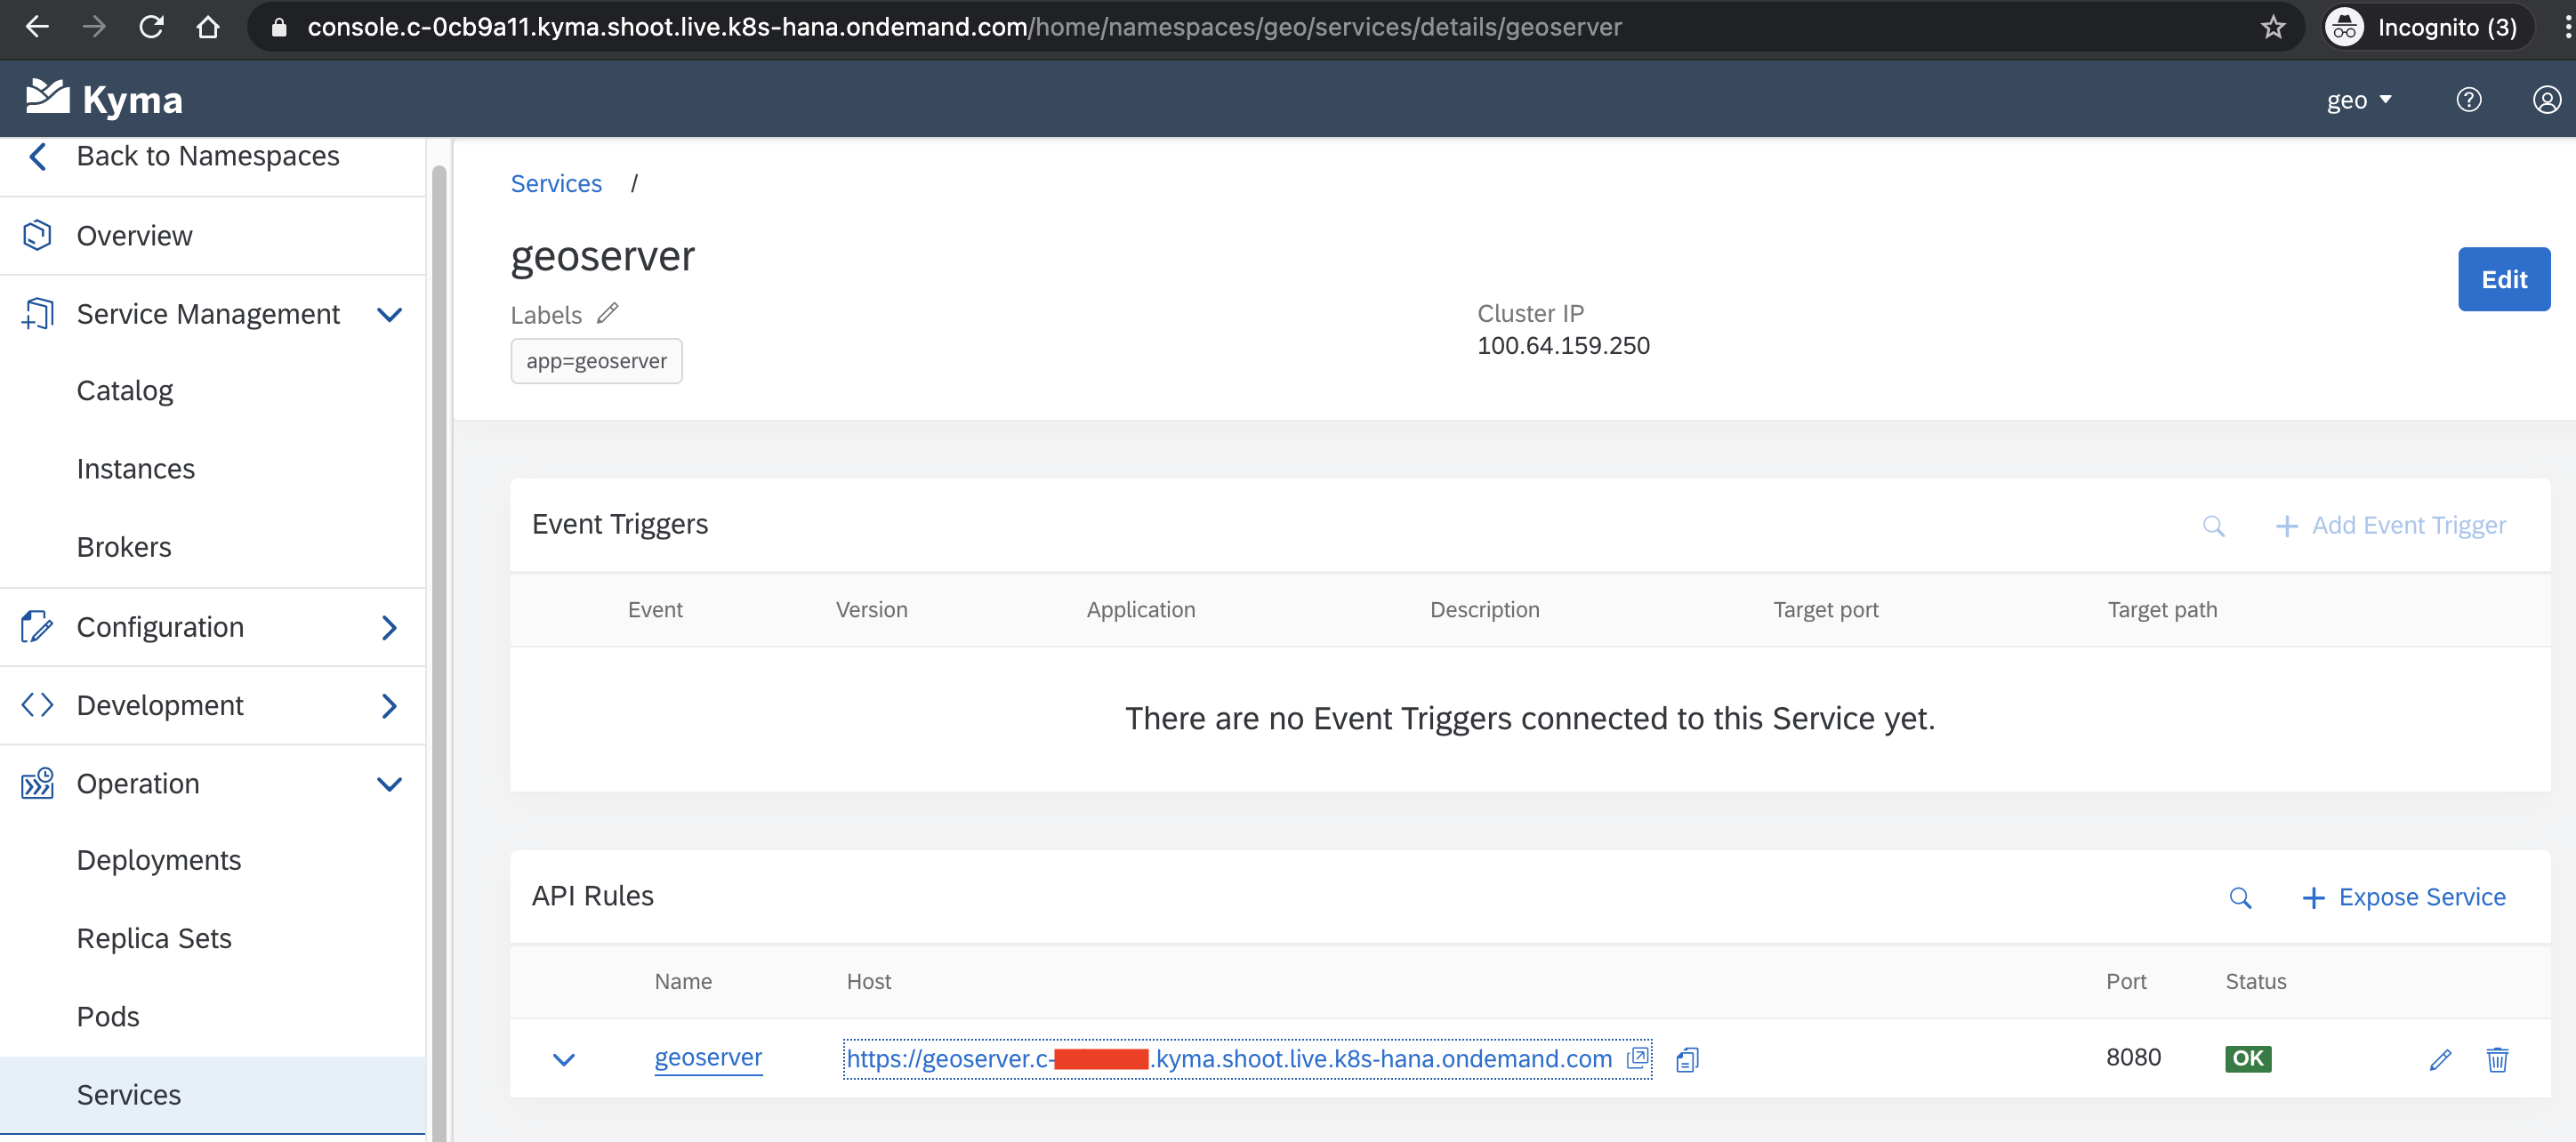 console.c-0cb9a11.kyma.shoot.live.k8s-hana.ondemand.com/home/namespaces/geo/services/details/geoserver
Incognito (3)
Kyma
geo
Back to Namespaces
Overview
Service Management
Catalog
Instances
Brokers
Configuration
Development
Operation
Deployments
Replica Sets
Pods
Services
Services /
geoserver
Edit
Labels
app=geoserver
Cluster IP
100.64.159.250
Event Triggers
+ Add Event Trigger
Event Version Application Description Target port Target path
There are no Event Triggers connected to this Service yet.
API Rules
+ Expose Service
Name Host Port Status
geoserver https://geoserver.c- .kyma.shoot.live.k8s-hana.ondemand.com 8080 OK